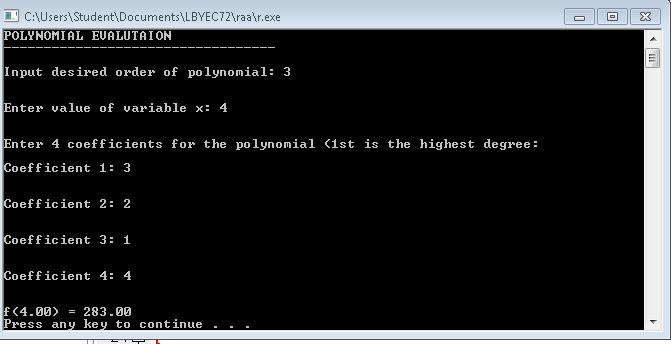 C:\Users\Student\Documents\LBYEC72\raa\r.exe
POLYNOMIAL EVALUTAION
----------------------------------
Input desired order of polynomial: 3
Enter value of variable x: 4
Enter 4 coefficients for the polynomial (1st is the highest degree:
Coefficient 1: 3
Coefficient 2: 2
Coefficient 3: 1
Coefficient 4: 4
f(4.00) = 283.00
Press any key to continue . . .